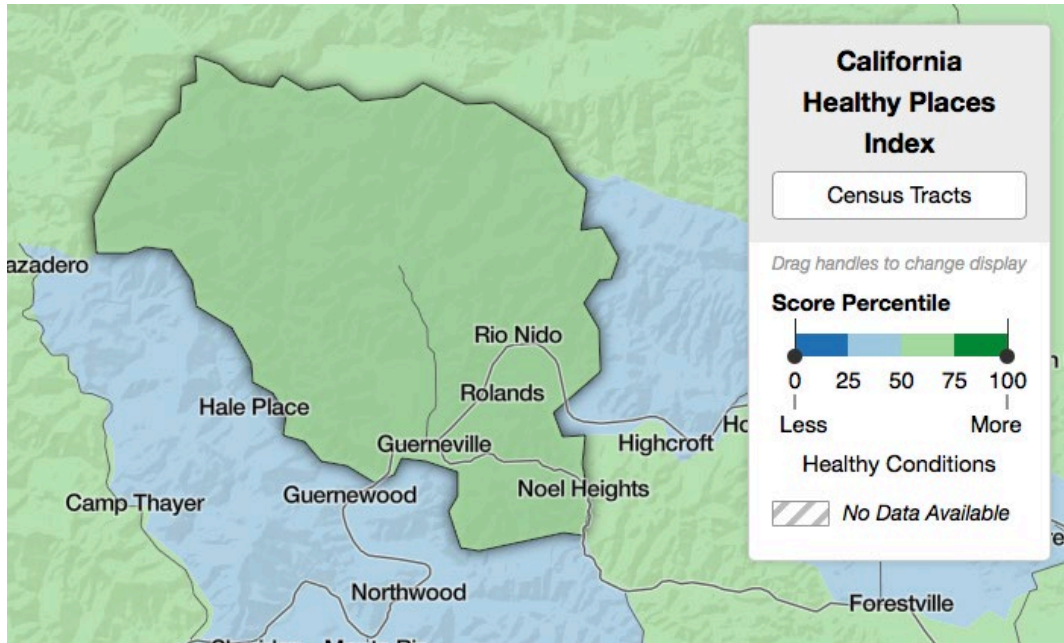 California
Healthy Places
Index
Census Tracts
Drag handles to change display
Score Percentile
0 25 50 75 100
Less More
Healthy Conditions
No Data Available
azadero
Rio Nido
Rolands
Hale Place
Guerneville
Highcroft
Ho
Guernewood
Noel Heights
Camp Thayer
Northwood
Forestville